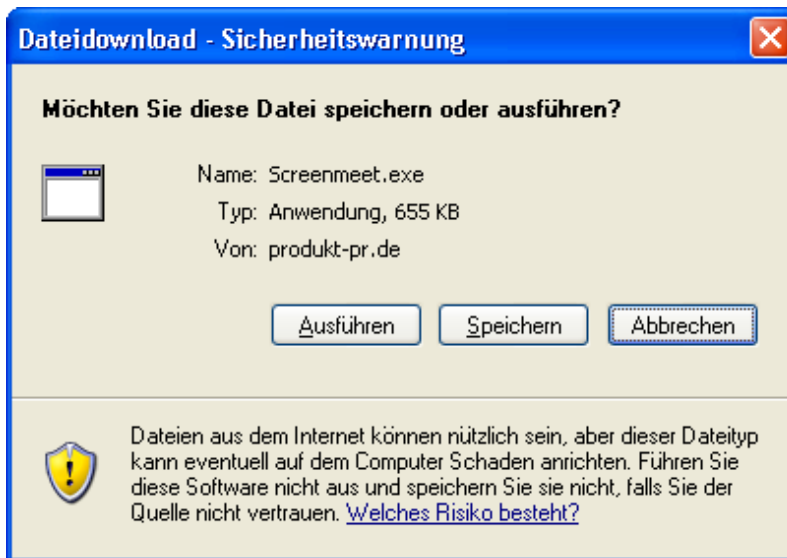 Dateidownload - Sicherheitswarnung
Möchten Sie diese Datei speichern oder ausführen?
Name: Screenmeet.exe
Typ: Anwendung, 655 KB
Von: produkt-pr.de
Ausführen Speichern Abbrechen
Dateien aus dem Internet können nützlich sein, aber dieser Dateityp
kann eventuell auf dem Computer Schaden anrichten. Führen Sie
diese Software nicht aus und speichern Sie sie nicht, falls Sie der
Quelle nicht vertrauen. Welches Risiko besteht?